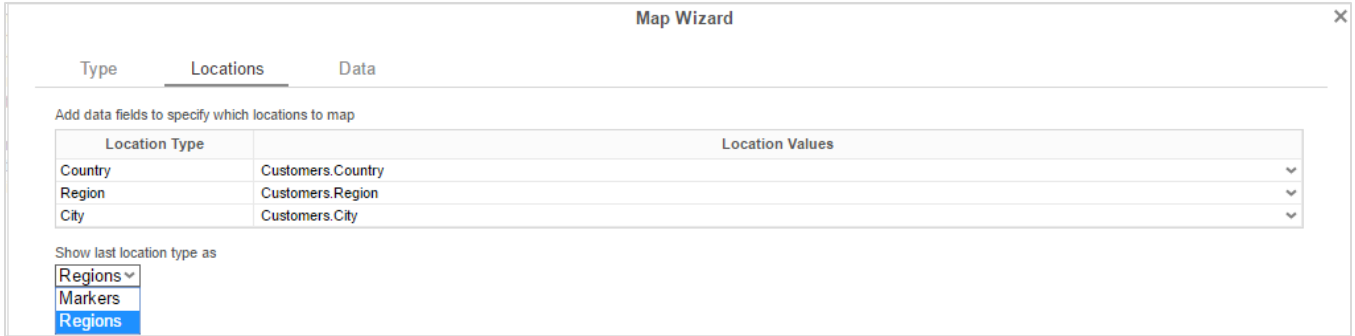 Map Wizard
Type Locations Data
Add data fields to specify which locations to map
Location Type Location Values
Country Customers.Country
Region Customers.Region
City Customers.City
Show last location type as
Regions
Markers
Regions